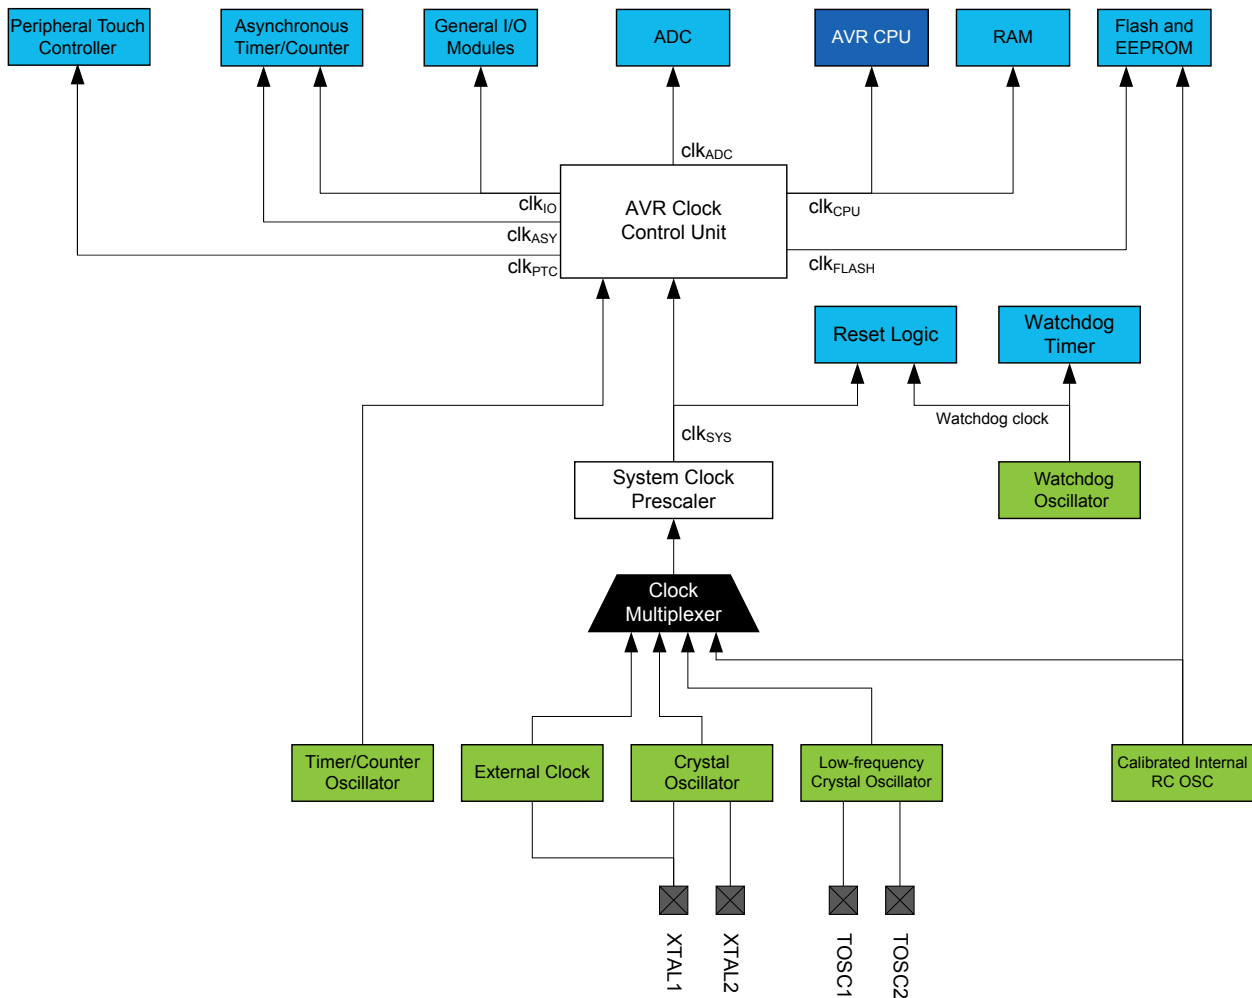 Peripheral Touch
Controller
Asynchronous
Timer/Counter
General I/O
Modules
ADC
AVR CPU
RAM
Flash and
EEPROM
clkADC
clkIO
clkASY
clkPTC
AVR Clock
Control Unit
clkCPU
clkFLASH
Reset Logic
Watchdog
Timer
Watchdog clock
clkSYS
System Clock
Prescaler
Watchdog
Oscillator
Clock
Multiplexer
Timer/Counter
Oscillator
External Clock
Crystal
Oscillator
Low-frequency
Crystal Oscillator
Calibrated Internal
RC OSC
XTAL1
XTAL2
TOSC1
TOSC2